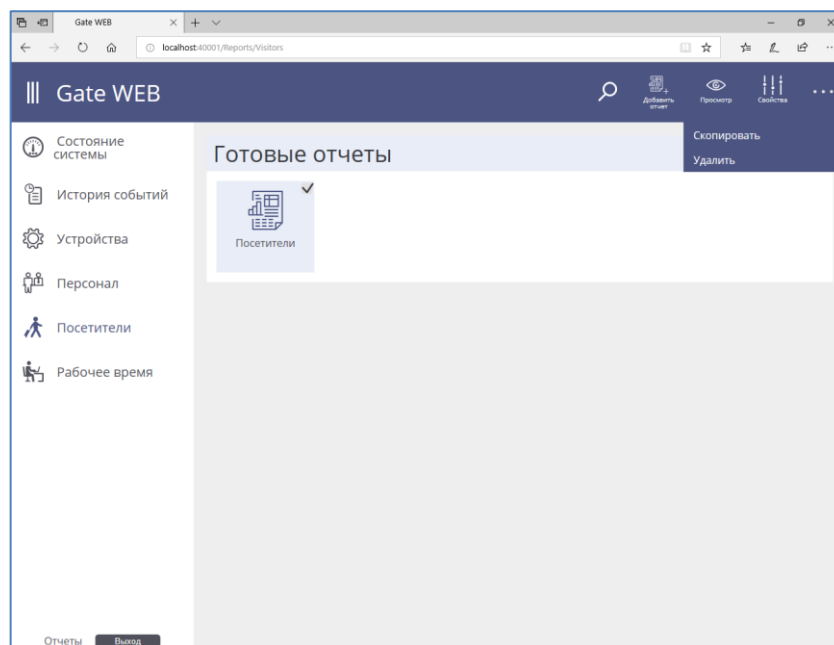 Gate WEB
localhost:40001/Reports/Visitors
Gate WEB
Добавить
отчет
Просмотр
Свойства
Скопировать
Удалить
Состояние
системы
История событий
Устройства
Персонал
Посетители
Рабочее время
Готовые отчеты
Посетители
Отчеты
Выход